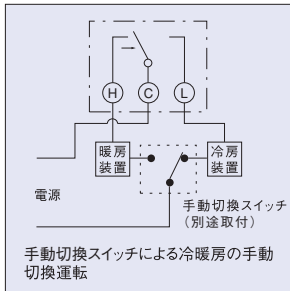 H
C
L
暖房
装置
冷房
装置
電源
手動切換スイッチ
(別途取付)
手動切換スイッチによる冷暖房の手動
切換運転